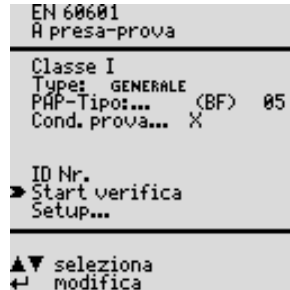 EN 60601
A presa-prova
Classe I
Type: GENERALE
PAP-Tipo:... (BF) 05
Cond. prova... X
ID Nr.
Start verifica
Setup...
▲▼ seleziona
↵ modifica